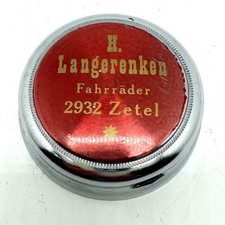 H.
Langerenken
Fahrräder
2932 Zetel